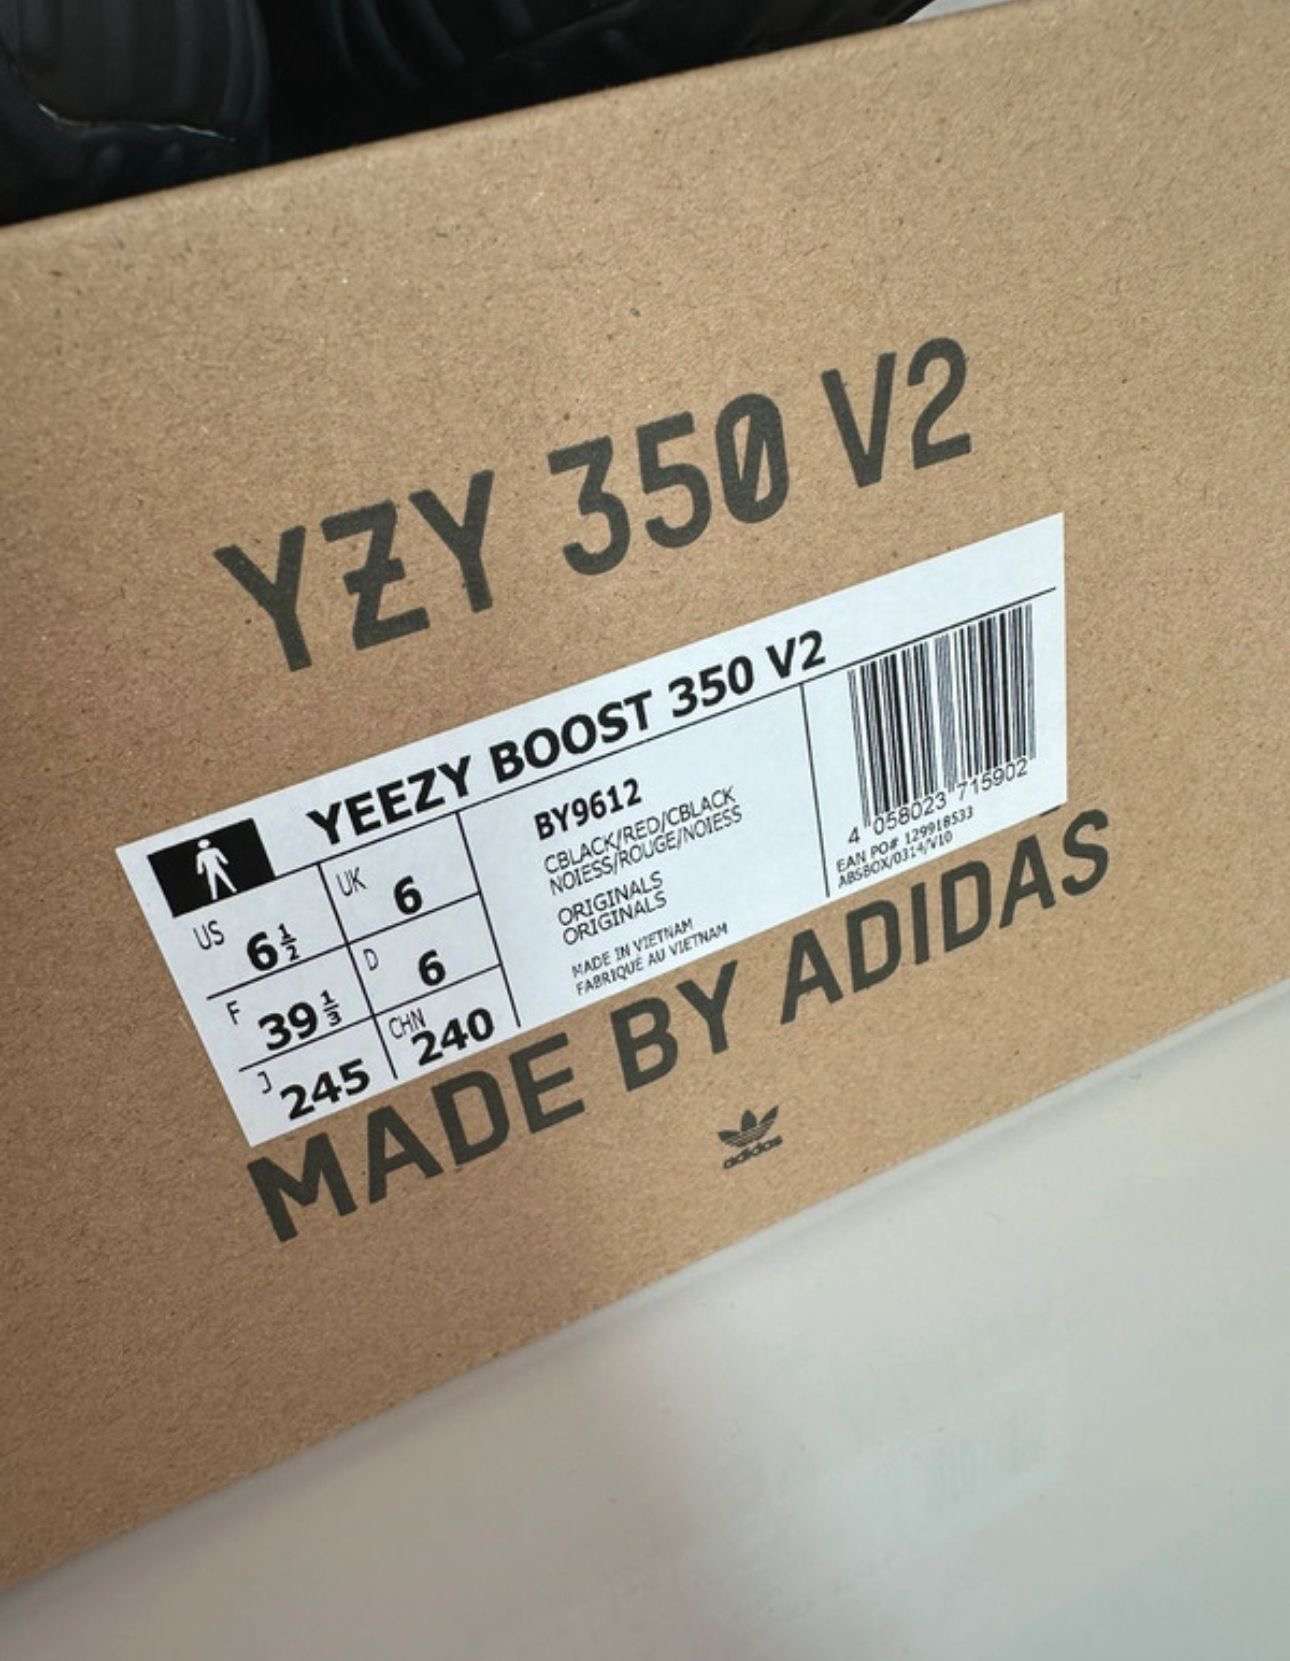 YZY 350 V2
YEEZY BOOST 350 V2
US 6½
UK 6
F 39⅓
D 6
J 245
CHN 240
BY9612
CBLACK/RED/CBLACK
NOIESS/ROUGE/NOIESS
ORIGINALS
ORIGINALS
MADE IN VIETNAM
FABRIQUÉ AU VIETNAM
4 058023 715902
EAN PO# 129918533
ABSBOX/0314/V10
MADE BY ADIDAS
adidas